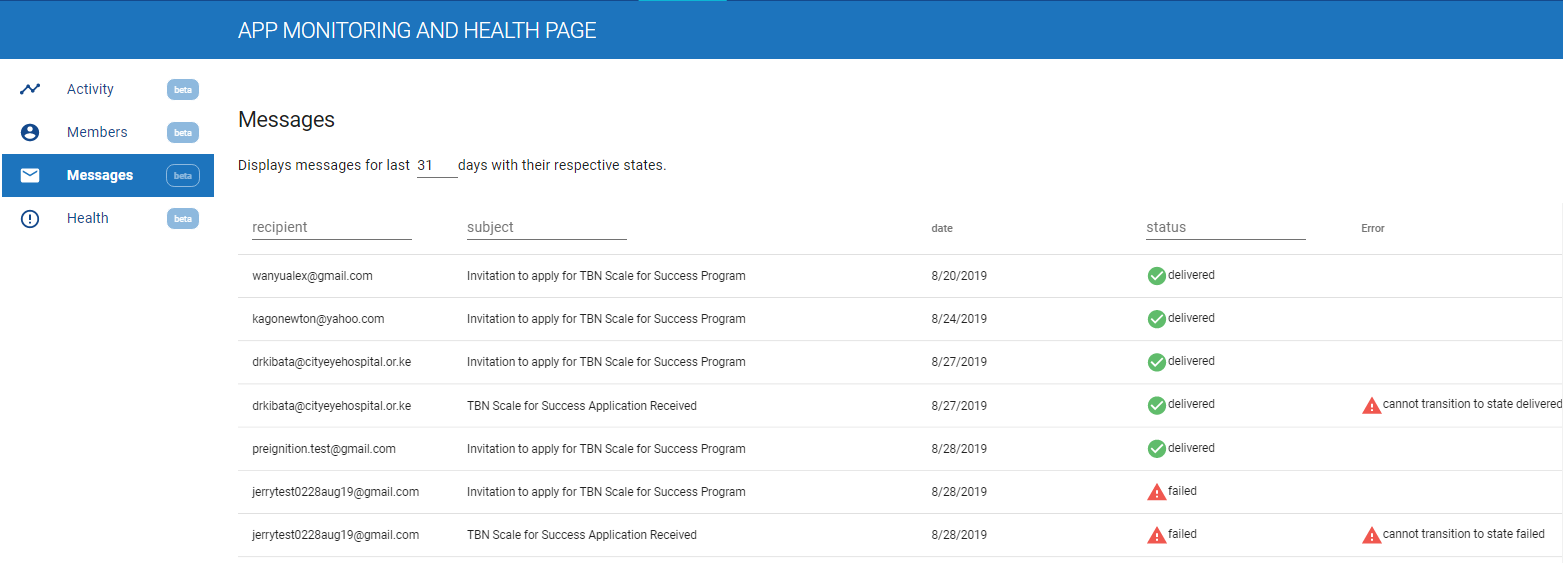 APP MONITORING AND HEALTH PAGE
Activity beta
Members beta
Messages beta
Health beta
Messages
Displays messages for last 31 days with their respective states.
recipient subject date status Error
wanyualex@gmail.com Invitation to apply for TBN Scale for Success Program 8/20/2019 delivered
kagonewton@yahoo.com Invitation to apply for TBN Scale for Success Program 8/24/2019 delivered
drkibata@cityeyehospital.or.ke Invitation to apply for TBN Scale for Success Program 8/27/2019 delivered
drkibata@cityeyehospital.or.ke TBN Scale for Success Application Received 8/27/2019 delivered cannot transition to state delivered
preignition.test@gmail.com Invitation to apply for TBN Scale for Success Program 8/28/2019 delivered
jerrytest0228aug19@gmail.com Invitation to apply for TBN Scale for Success Program 8/28/2019 failed
jerrytest0228aug19@gmail.com TBN Scale for Success Application Received 8/28/2019 failed cannot transition to state failed